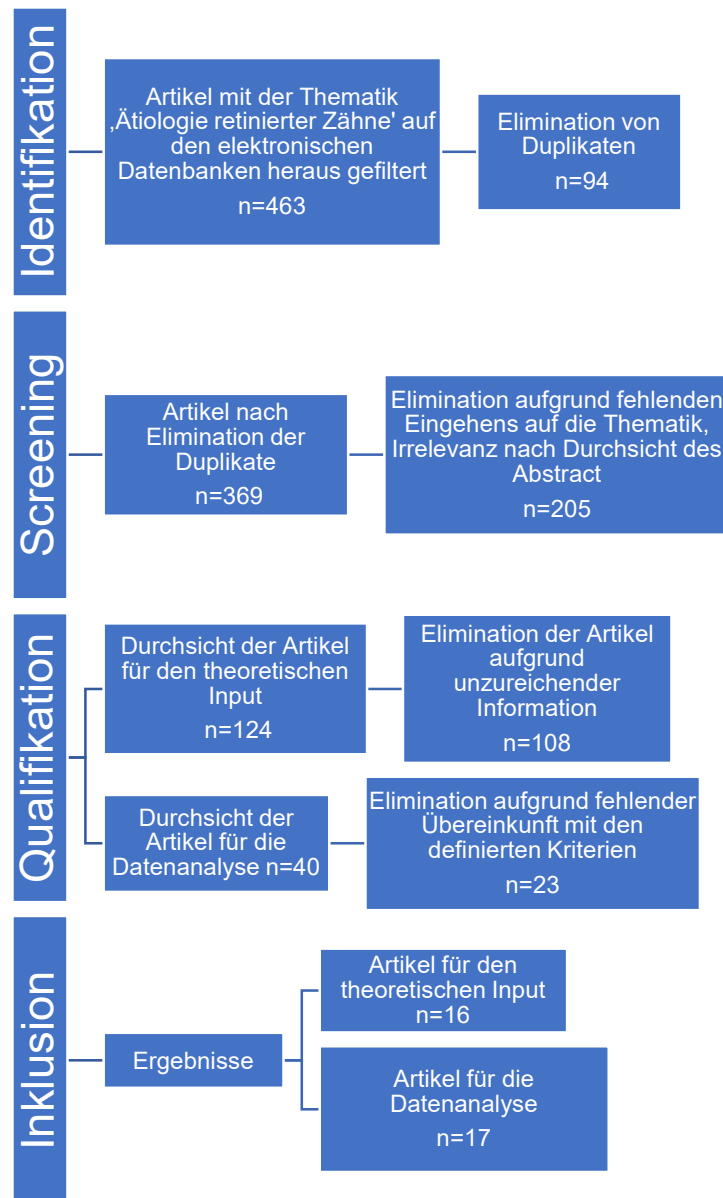 Identifikation
Artikel mit der Thematik
‚Ätiologie retinierter Zähne' auf
den elektronischen
Datenbanken heraus gefiltert
n=463
Elimination von
Duplikaten
n=94
Screening
Artikel nach
Elimination der
Duplikate
n=369
Elimination aufgrund fehlenden
Eingehens auf die Thematik,
Irrelevanz nach Durchsicht des
Abstract
n=205
Qualifikation
Durchsicht der Artikel
für den theoretischen
Input
n=124
Elimination der Artikel
aufgrund
unzureichender
Information
n=108
Durchsicht der
Artikel für die
Datenanalyse n=40
Elimination aufgrund fehlender
Übereinkunft mit den
definierten Kriterien
n=23
Inklusion
Ergebnisse
Artikel für den
theoretischen Input
n=16
Artikel für die
Datenanalyse
n=17